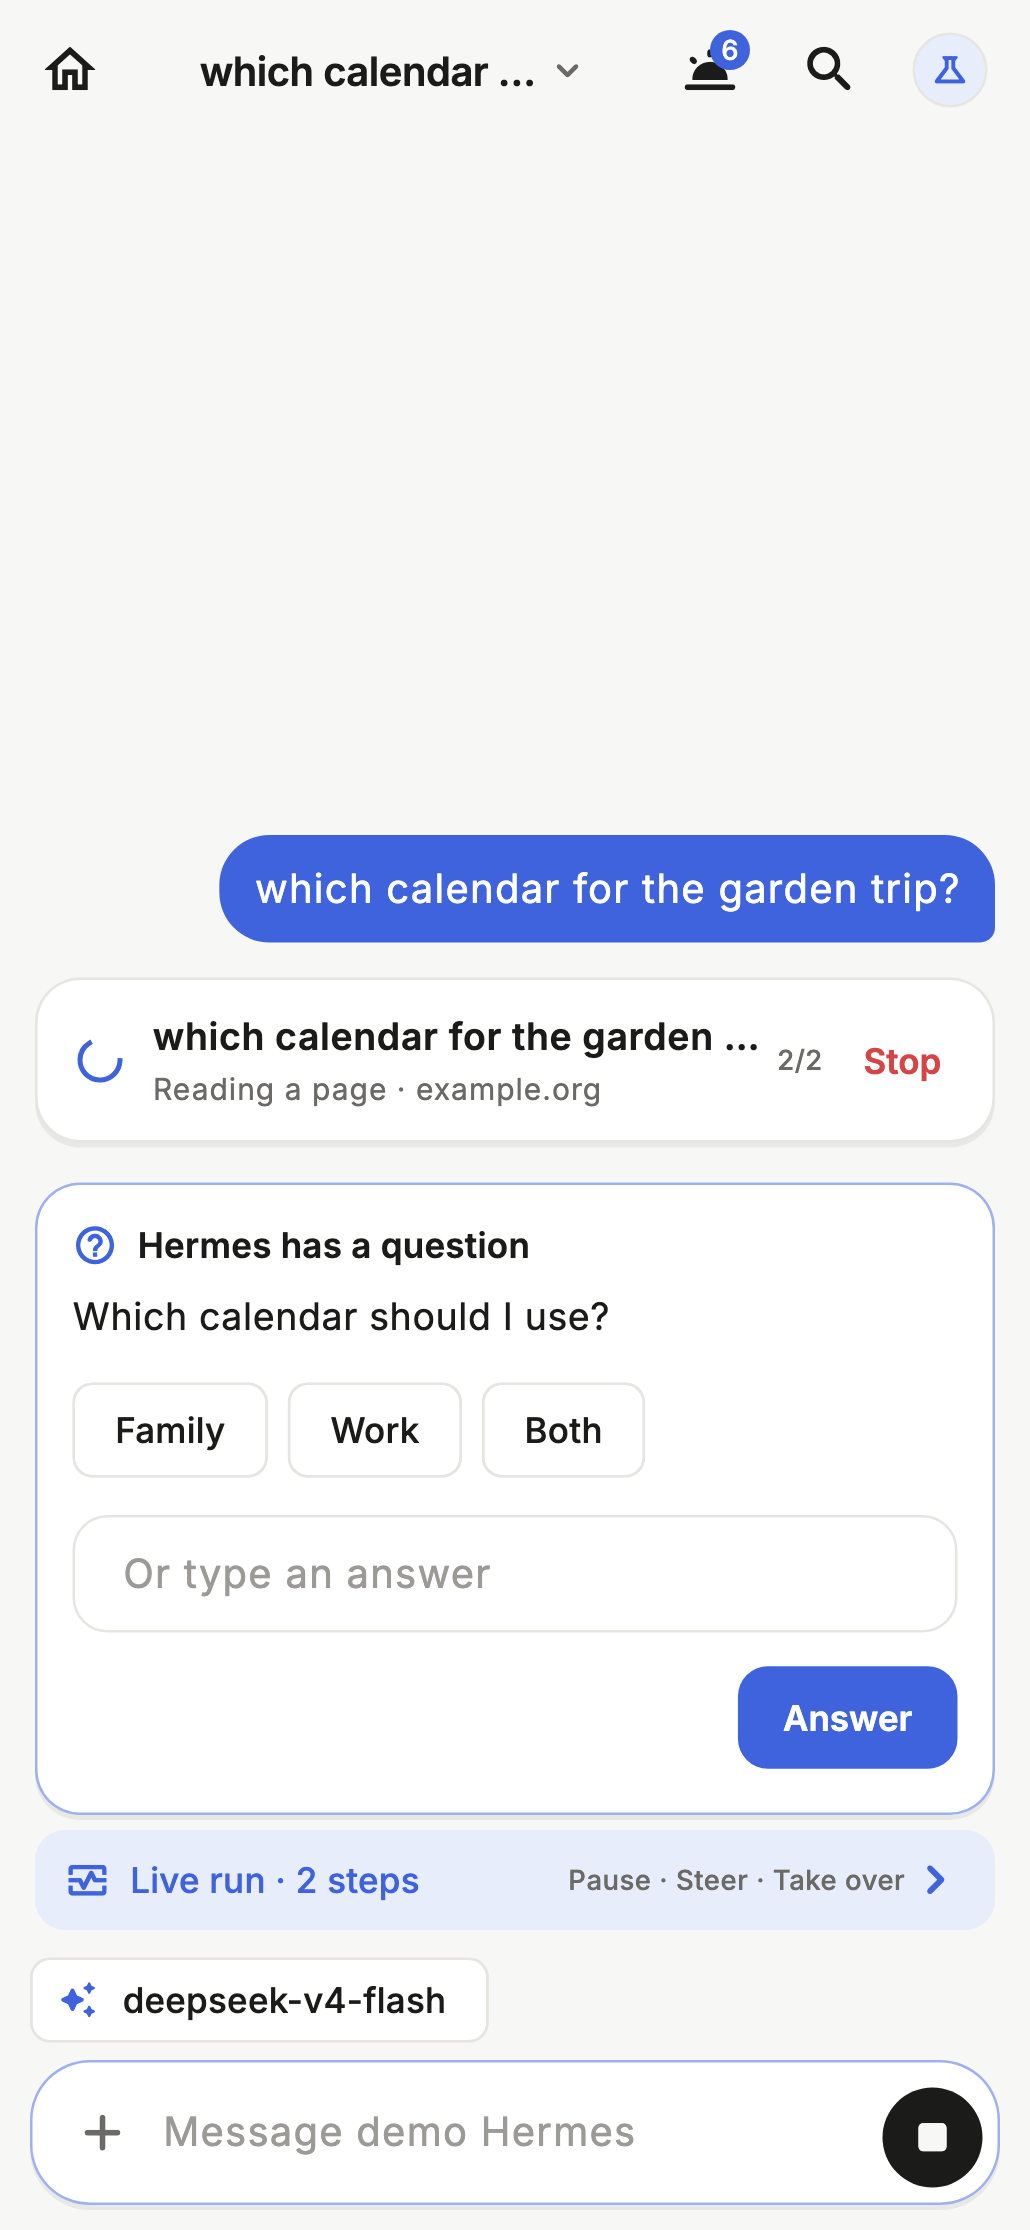 which calendar ...
6
which calendar for the garden trip?
which calendar for the garden ...
2/2
Stop
Reading a page · example.org
Hermes has a question
Which calendar should I use?
Family
Work
Both
Or type an answer
Answer
Live run · 2 steps
Pause · Steer · Take over
deepseek-v4-flash
Message demo Hermes